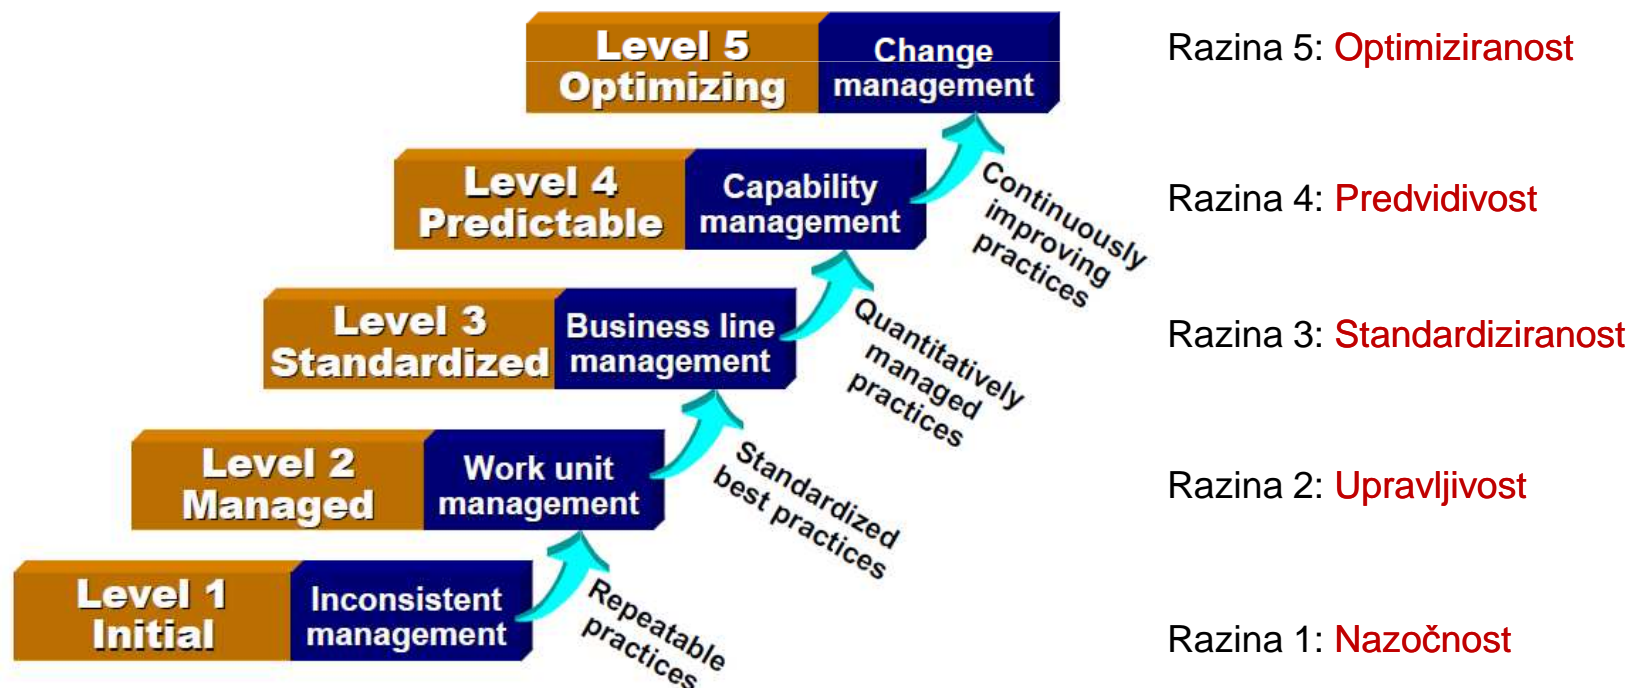 Level 5
Optimizing
Change
management
Razina 5: Optimiziranost
Continuously
improving
practices
Level 4
Predictable
Capability
management
Razina 4: Predvidivost
Quantitatively
managed
practices
Level 3
Standardized
Business line
management
Razina 3: Standardiziranost
Standardized
best practices
Level 2
Managed
Work unit
management
Razina 2: Upravljivost
Repeatable
practices
Level 1
Initial
Inconsistent
management
Razina 1: Nazočnost